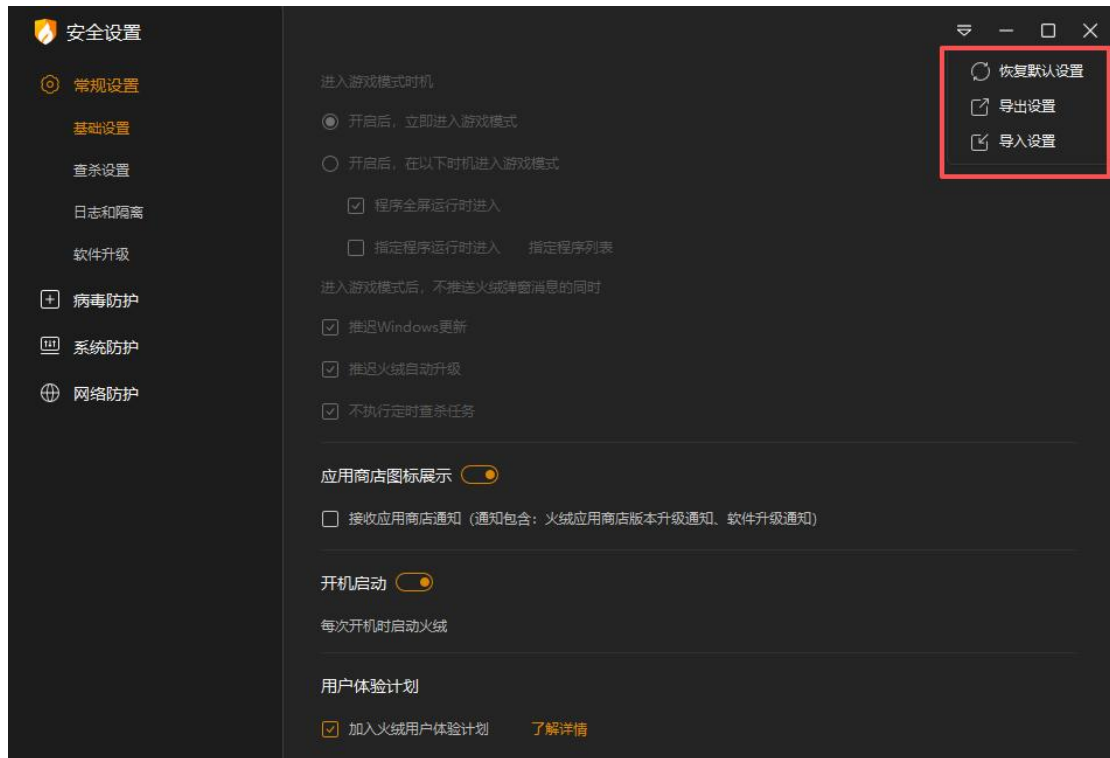 安全设置
恢复默认设置
导出设置
导入设置
常规设置
基础设置
查杀设置
日志和隔离
软件升级
病毒防护
系统防护
网络防护
进入游戏模式时机
开启后，立即进入游戏模式
开启后，在以下时机进入游戏模式
程序全屏运行时进入
指定程序运行时进入 指定程序列表
进入游戏模式后，不推送火绒弹窗消息的同时
推迟Windows更新
推迟火绒自动升级
不执行定时查杀任务
应用商店图标展示
接收应用商店通知（通知包含：火绒应用商店版本升级通知、软件升级通知）
开机启动
每次开机时启动火绒
用户体验计划
加入火绒用户体验计划 了解详情